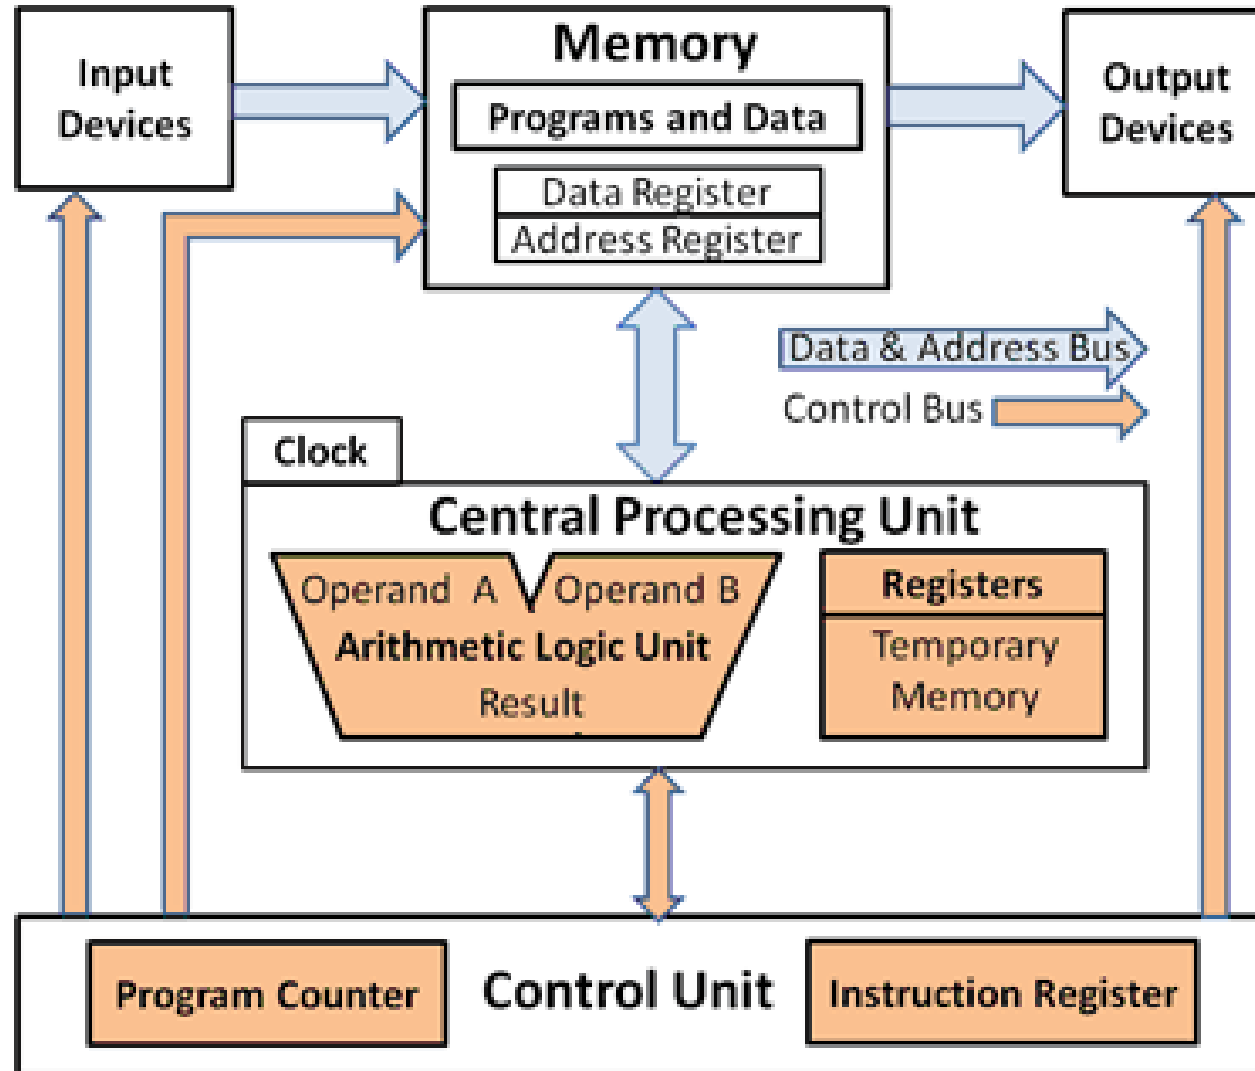 Input
Devices
Memory
Programs and Data
Data Register
Address Register
Output
Devices
Data & Address Bus
Control Bus
Clock
Central Processing Unit
Operand A
Operand B
Arithmetic Logic Unit
Result
Registers
Temporary
Memory
Program Counter
Control Unit
Instruction Register